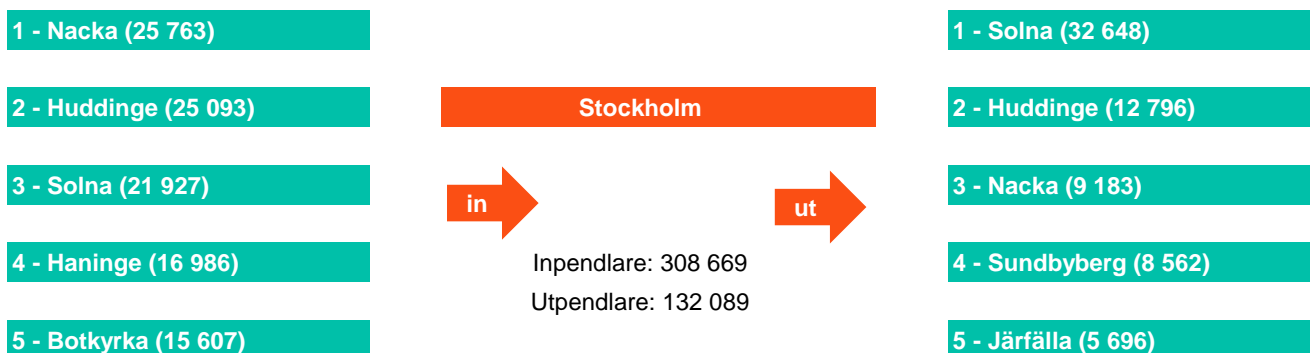 1 - Nacka (25 763)
2 - Huddinge (25 093)
3 - Solna (21 927)
4 - Haninge (16 986)
5 - Botkyrka (15 607)
Stockholm
in
ut
Inpendlare: 308 669
Utpendlare: 132 089
1 - Solna (32 648)
2 - Huddinge (12 796)
3 - Nacka (9 183)
4 - Sundbyberg (8 562)
5 - Järfälla (5 696)